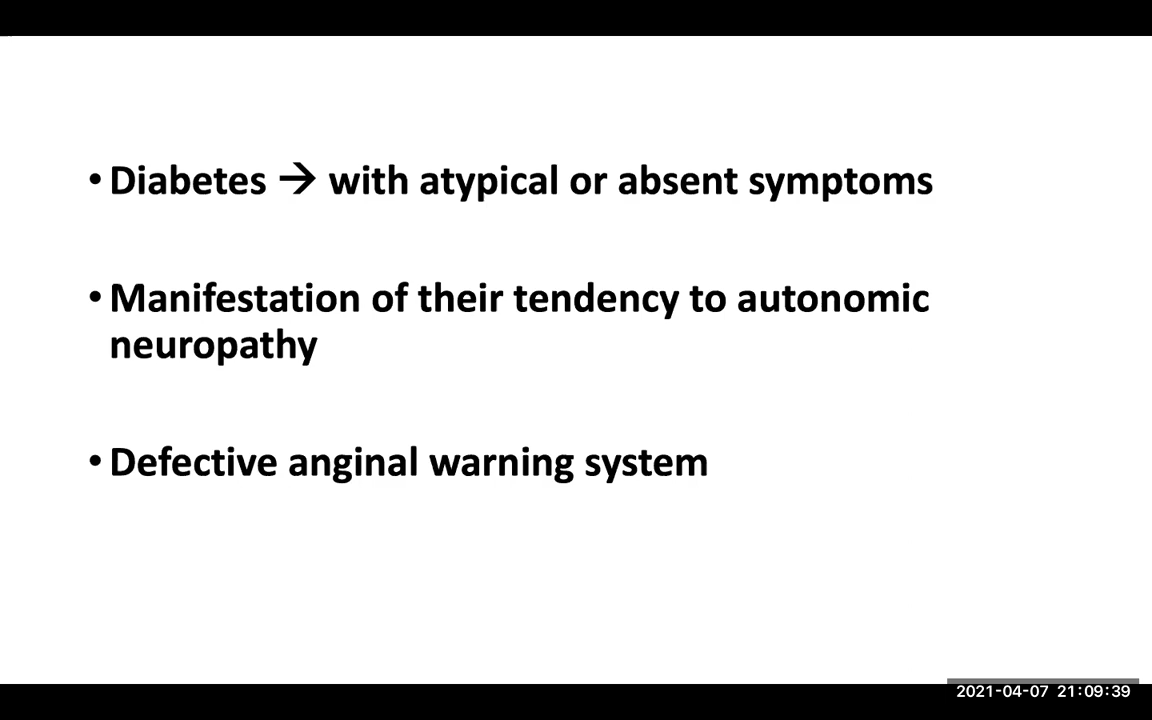 • Diabetes → with atypical or absent symptoms
• Manifestation of their tendency to autonomic
neuropathy
• Defective anginal warning system
2021-04-07 21:09:39